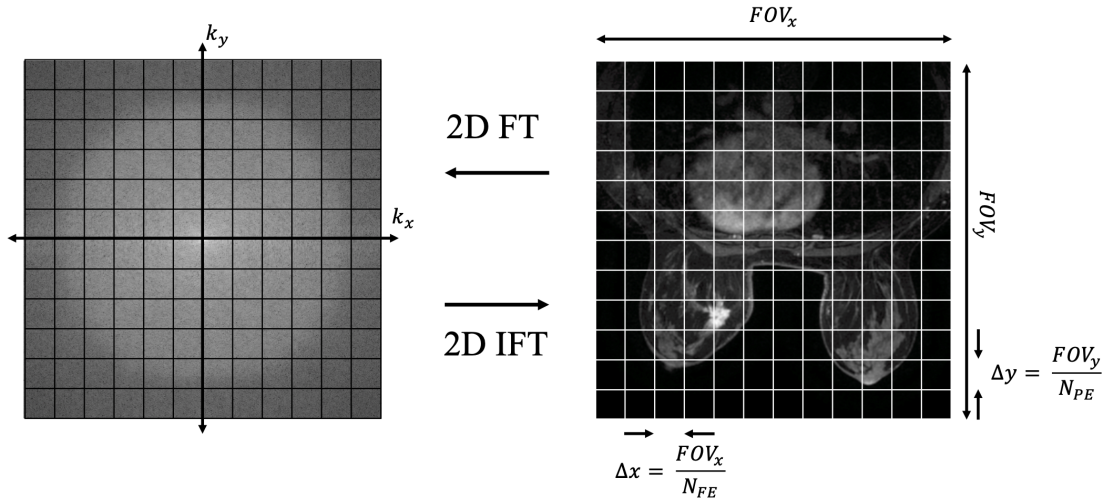 k_y
k_x
2D FT
2D IFT
FOV_x
FOV_y
Δy = FOV_y / N_PE
Δx = FOV_x / N_FE